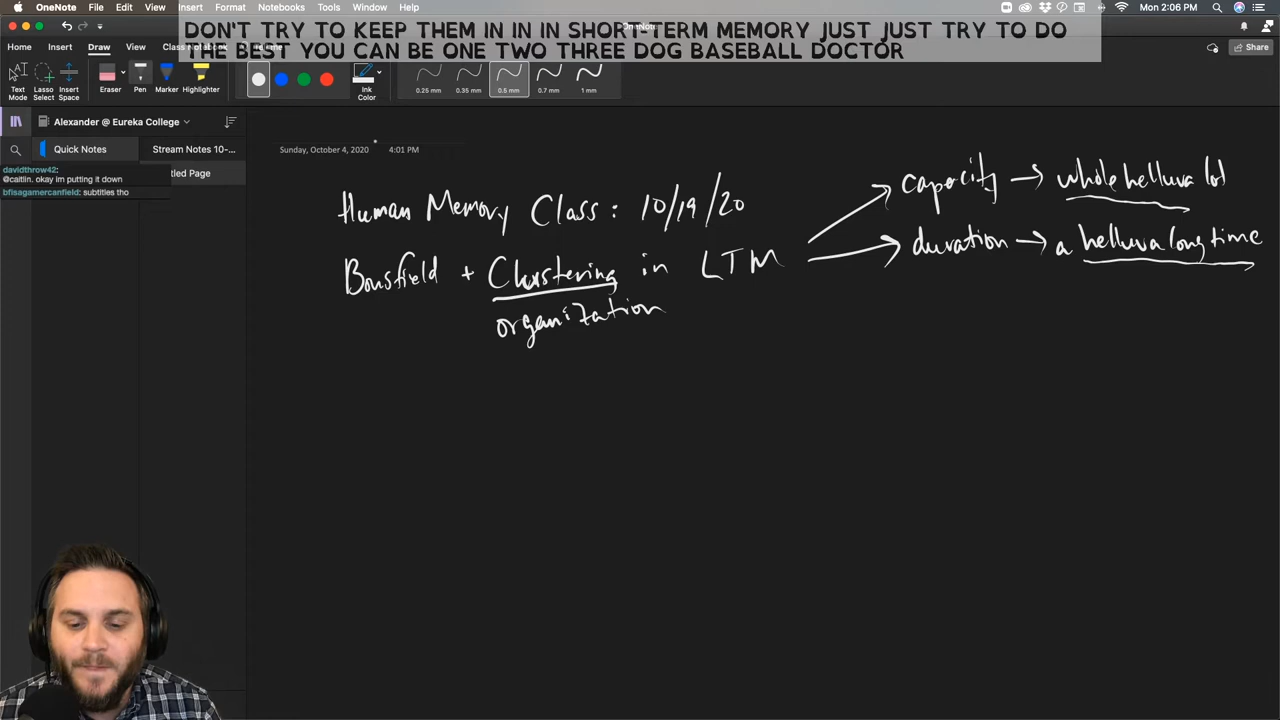 OneNote File Edit View Insert Format Notebooks Tools Window Help Mon 2:06 PM
DON'T TRY TO KEEP THEM IN IN IN SHORT-TERM MEMORY JUST JUST TRY TO DO
THE BEST YOU CAN BE ONE TWO THREE DOG BASEBALL DOCTOR
Home Insert Draw Class Notebook Share
Text Mode Lasso Select Insert Space Eraser Pen Marker Highlighter Ink Color 0.25 mm 0.35 mm 0.5 mm 0.7 mm 1 mm
Alexander @ Eureka College
Quick Notes Stream Notes 10-...
davidthrow42:
@caitlin. okay im putting it down
bfisagamercanfield: subtitles tho
tled Page
Sunday, October 4, 2020 4:01 PM
Human Memory Class: 10/19/20
Bousfield + Clustering in LTM
organization
capacity → whole helluva lot
duration → a helluva long time